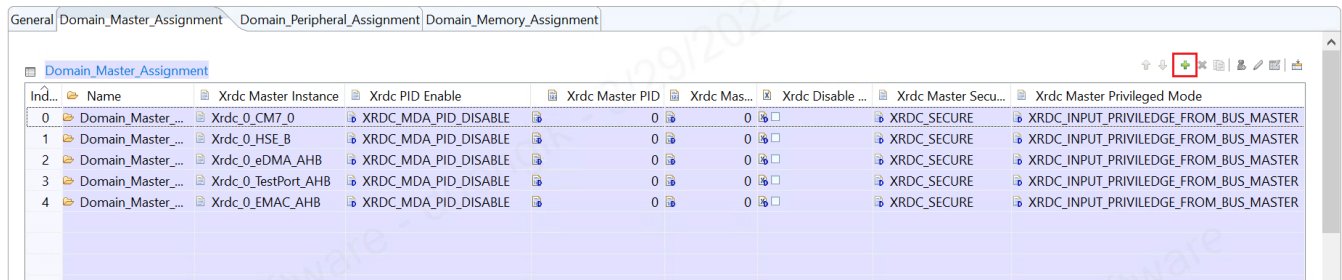 General Domain_Master_Assignment Domain_Peripheral_Assignment Domain_Memory_Assignment
Domain_Master_Assignment
Ind... Name Xrdc Master Instance Xrdc PID Enable Xrdc Master PID Xrdc Mas... Xrdc Disable ... Xrdc Master Secu... Xrdc Master Privileged Mode
0 Domain_Master_... Xrdc_0_CM7_0 XRDC_MDA_PID_DISABLE 0 0 XRDC_SECURE XRDC_INPUT_PRIVILEDGE_FROM_BUS_MASTER
1 Domain_Master_... Xrdc_0_HSE_B XRDC_MDA_PID_DISABLE 0 0 XRDC_SECURE XRDC_INPUT_PRIVILEDGE_FROM_BUS_MASTER
2 Domain_Master_... Xrdc_0_eDMA_AHB XRDC_MDA_PID_DISABLE 0 0 XRDC_SECURE XRDC_INPUT_PRIVILEDGE_FROM_BUS_MASTER
3 Domain_Master_... Xrdc_0_TestPort_AHB XRDC_MDA_PID_DISABLE 0 0 XRDC_SECURE XRDC_INPUT_PRIVILEDGE_FROM_BUS_MASTER
4 Domain_Master_... Xrdc_0_EMAC_AHB XRDC_MDA_PID_DISABLE 0 0 XRDC_SECURE XRDC_INPUT_PRIVILEDGE_FROM_BUS_MASTER